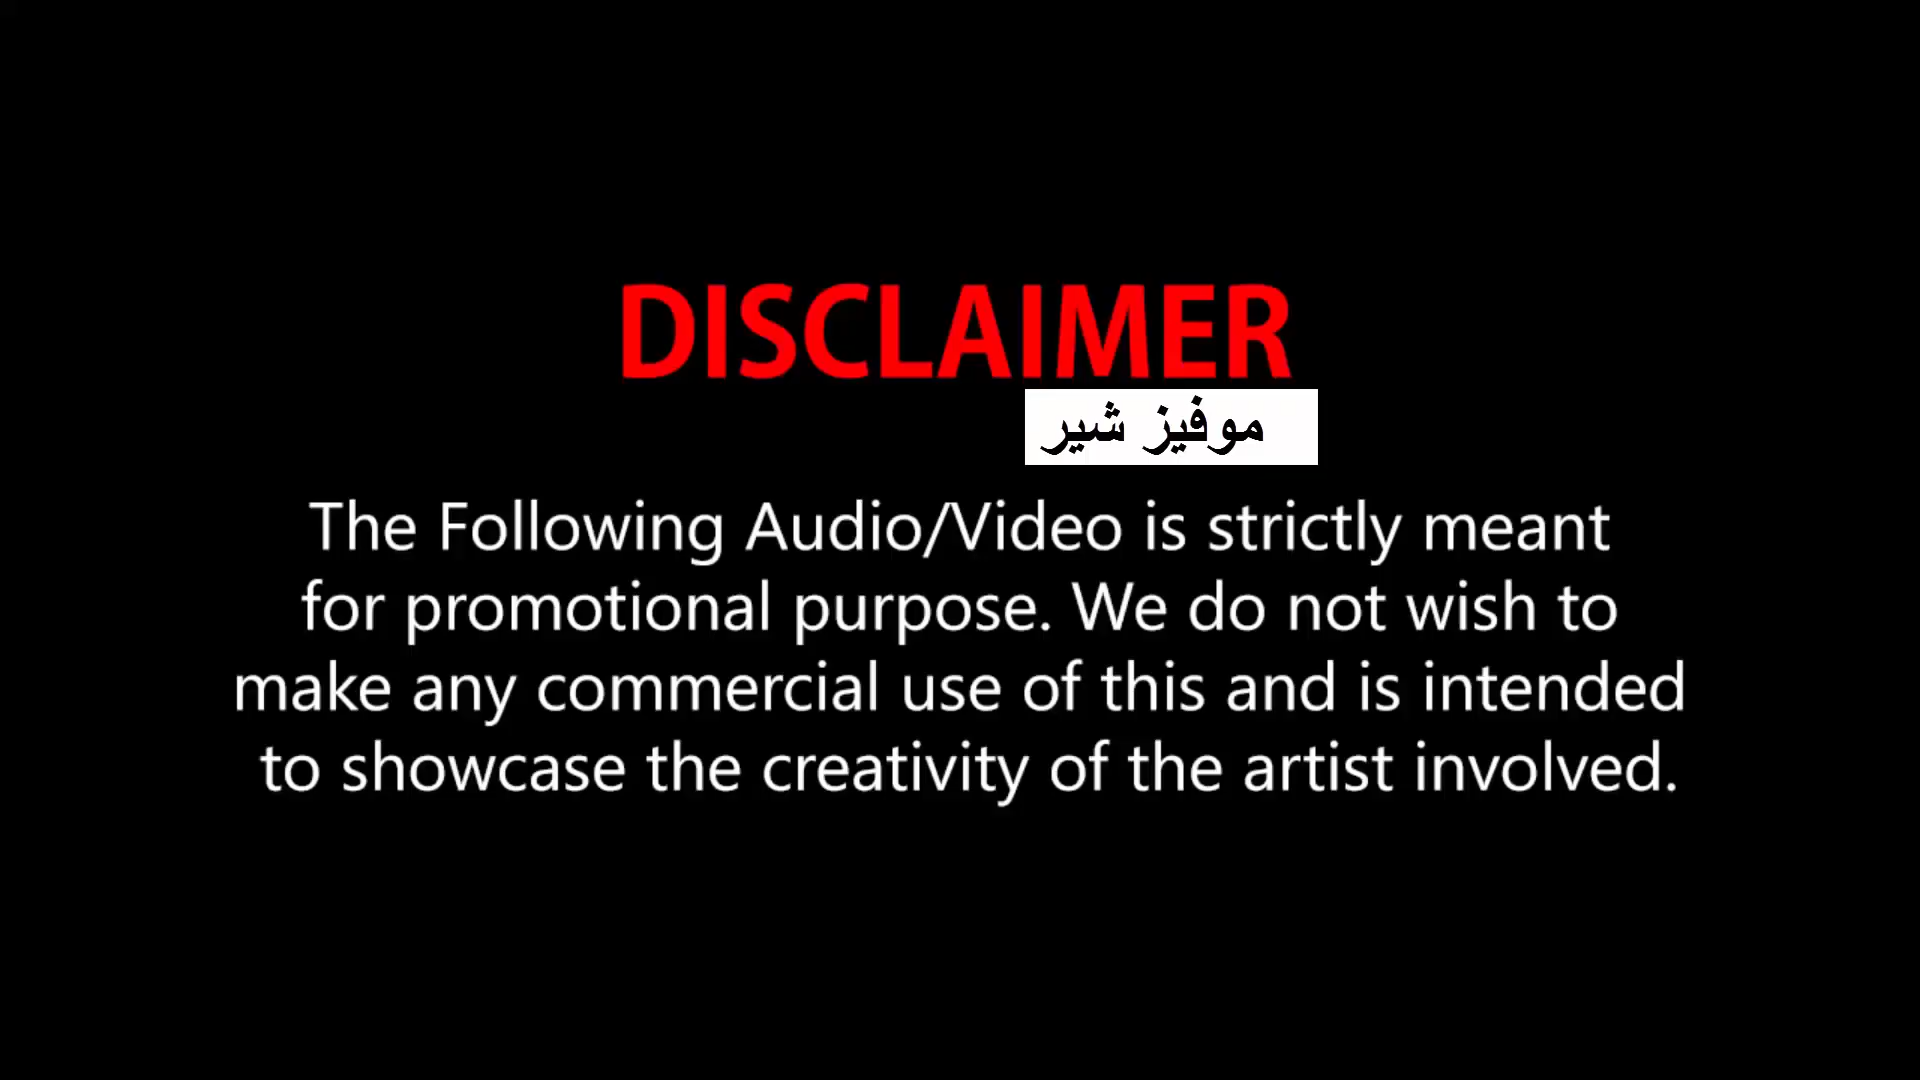 DISCLAIMER
موفيز شير
The Following Audio/Video is strictly meant
for promotional purpose. We do not wish to
make any commercial use of this and is intended
to showcase the creativity of the artist involved.